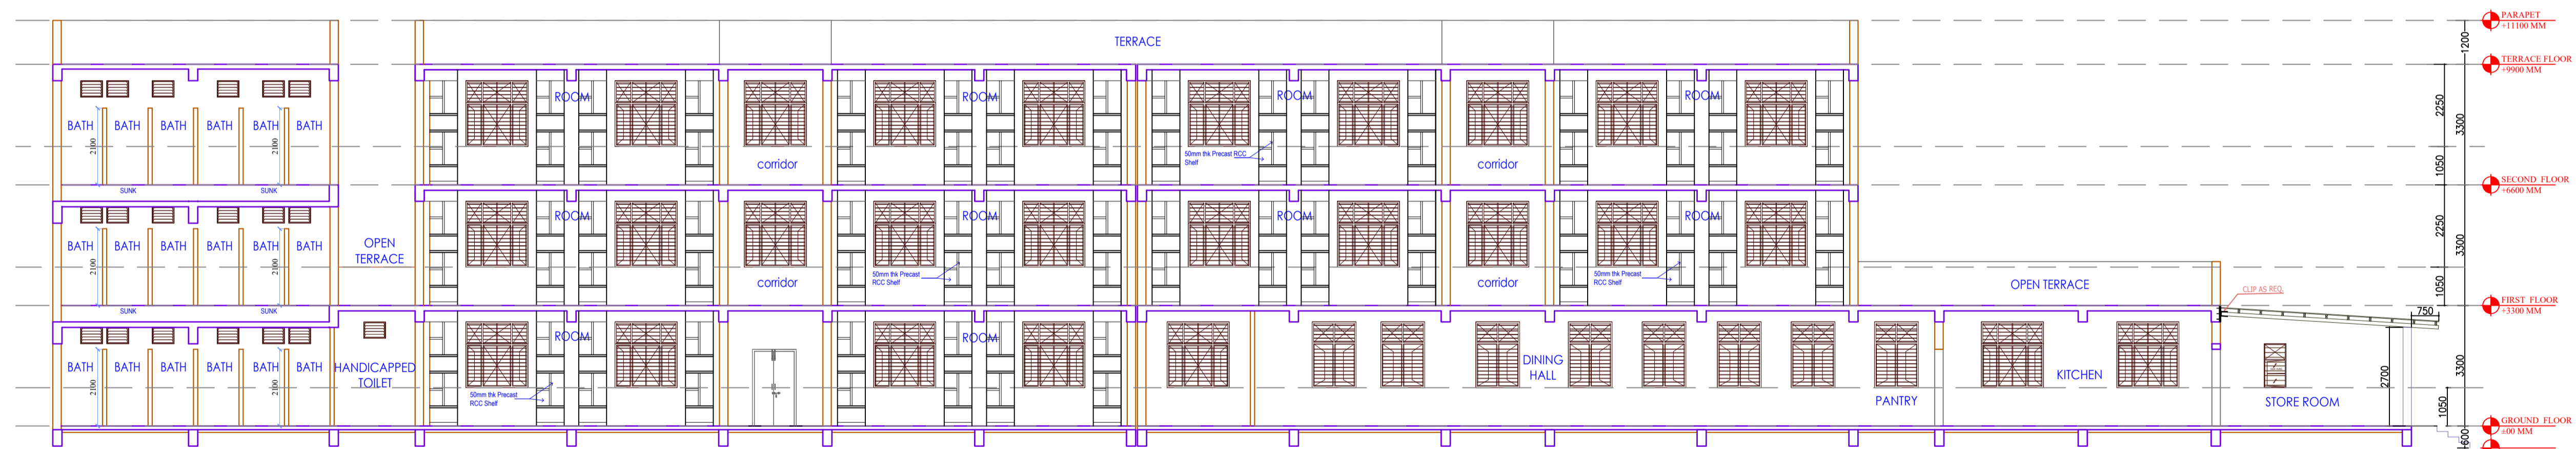 PARAPET
+11100 MM
1200
TERRACE
TERRACE FLOOR
+9900 MM
ROOM
ROOM
ROOM
ROOM
2250
3300
BATH
BATH
BATH
BATH
BATH
BATH
2100
2100
50mm thk Precast RCC
Shelf
corridor
corridor
1050
SUNK
SUNK
SECOND FLOOR
+6600 MM
ROOM
ROOM
ROOM
ROOM
2250
3300
BATH
BATH
BATH
BATH
BATH
BATH
OPEN
TERRACE
2100
2100
50mm thk Precast
RCC Shelf
50mm thk Precast
RCC Shelf
corridor
corridor
OPEN TERRACE
CLIP AS REQ.
1050
SUNK
SUNK
FIRST FLOOR
+3300 MM
750
ROOM
ROOM
BATH
BATH
BATH
BATH
BATH
BATH
HANDICAPPED
TOILET
2100
2100
50mm thk Precast
RCC Shelf
DINING
HALL
PANTRY
KITCHEN
STORE ROOM
2700
3300
1050
GROUND FLOOR
±00 MM
600